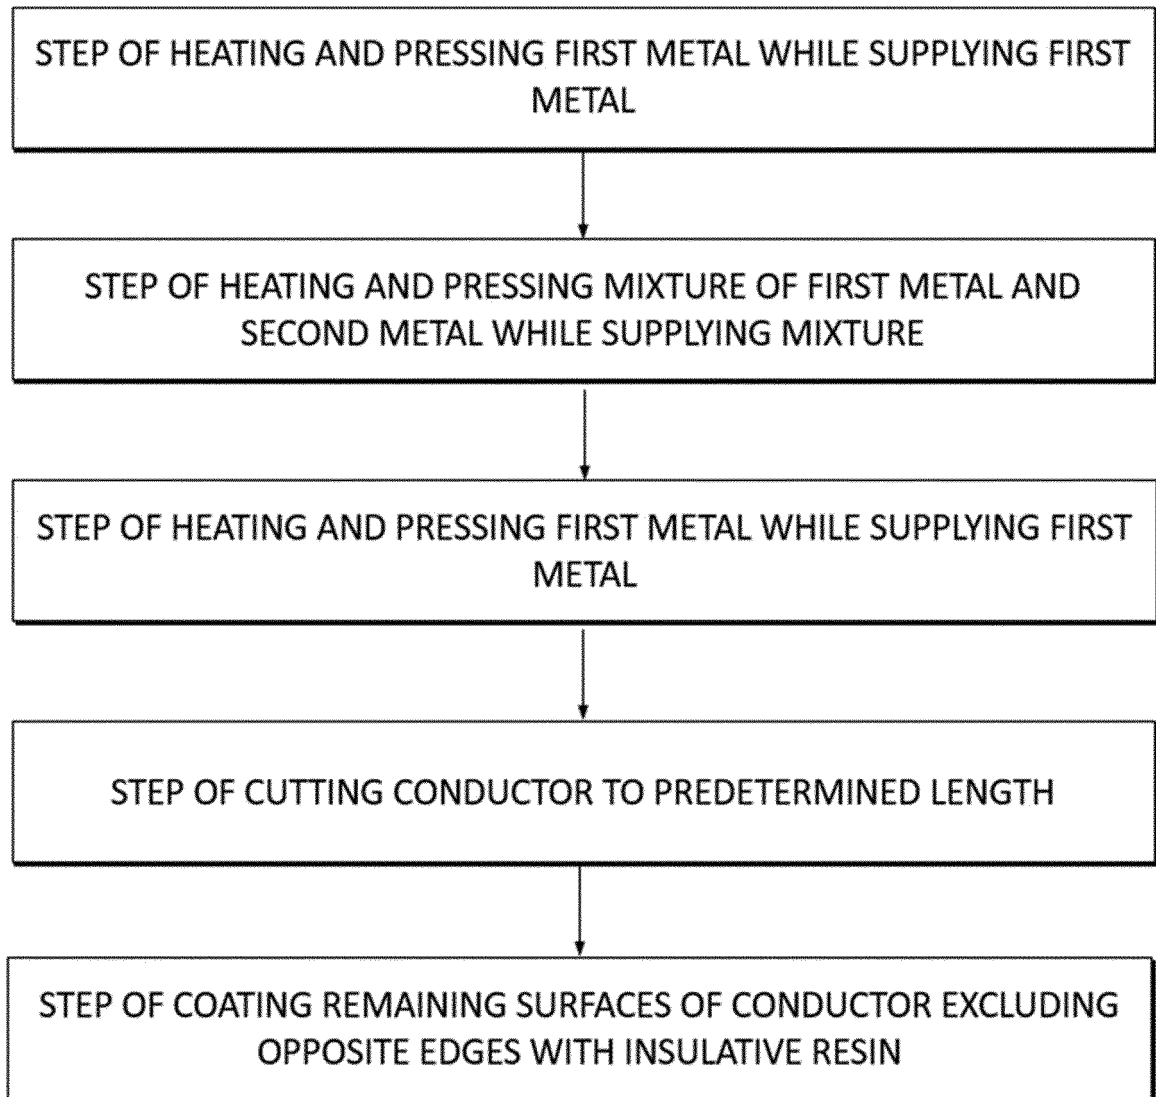 STEP OF HEATING AND PRESSING FIRST METAL WHILE SUPPLYING FIRST
METAL
STEP OF HEATING AND PRESSING MIXTURE OF FIRST METAL AND
SECOND METAL WHILE SUPPLYING MIXTURE
STEP OF HEATING AND PRESSING FIRST METAL WHILE SUPPLYING FIRST
METAL
STEP OF CUTTING CONDUCTOR TO PREDETERMINED LENGTH
STEP OF COATING REMAINING SURFACES OF CONDUCTOR EXCLUDING
OPPOSITE EDGES WITH INSULATIVE RESIN